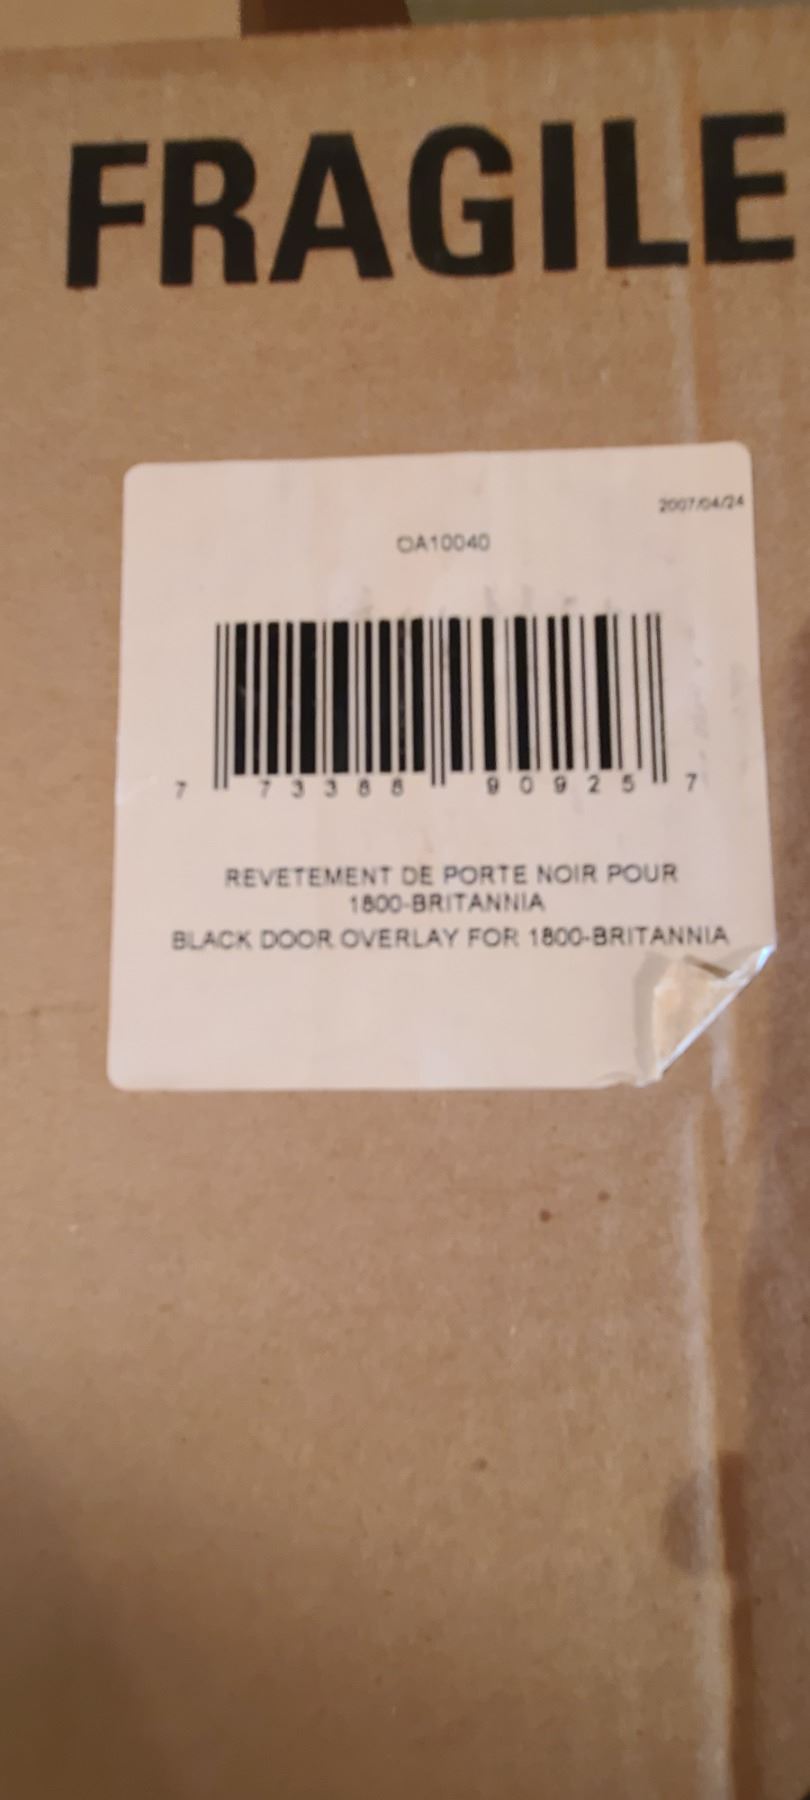 FRAGILE
2007/04/24
OA10040
7 73388 90925 7
REVETEMENT DE PORTE NOIR POUR
1800-BRITANNIA
BLACK DOOR OVERLAY FOR 1800-BRITANNIA